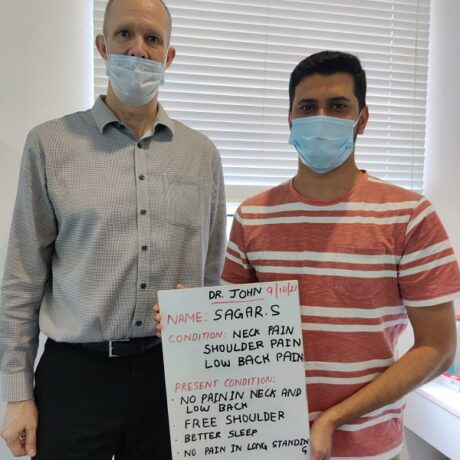 DR. JOHN 9/10/21
NAME: SAGAR.S
CONDITION: NECK PAIN
SHOULDER PAIN
LOW BACK PAIN
PRESENT CONDITION:
· NO PAIN IN NECK AND
LOW BACK
· FREE SHOULDER
· BETTER SLEEP
· NO PAIN IN LONG STANDIN
G